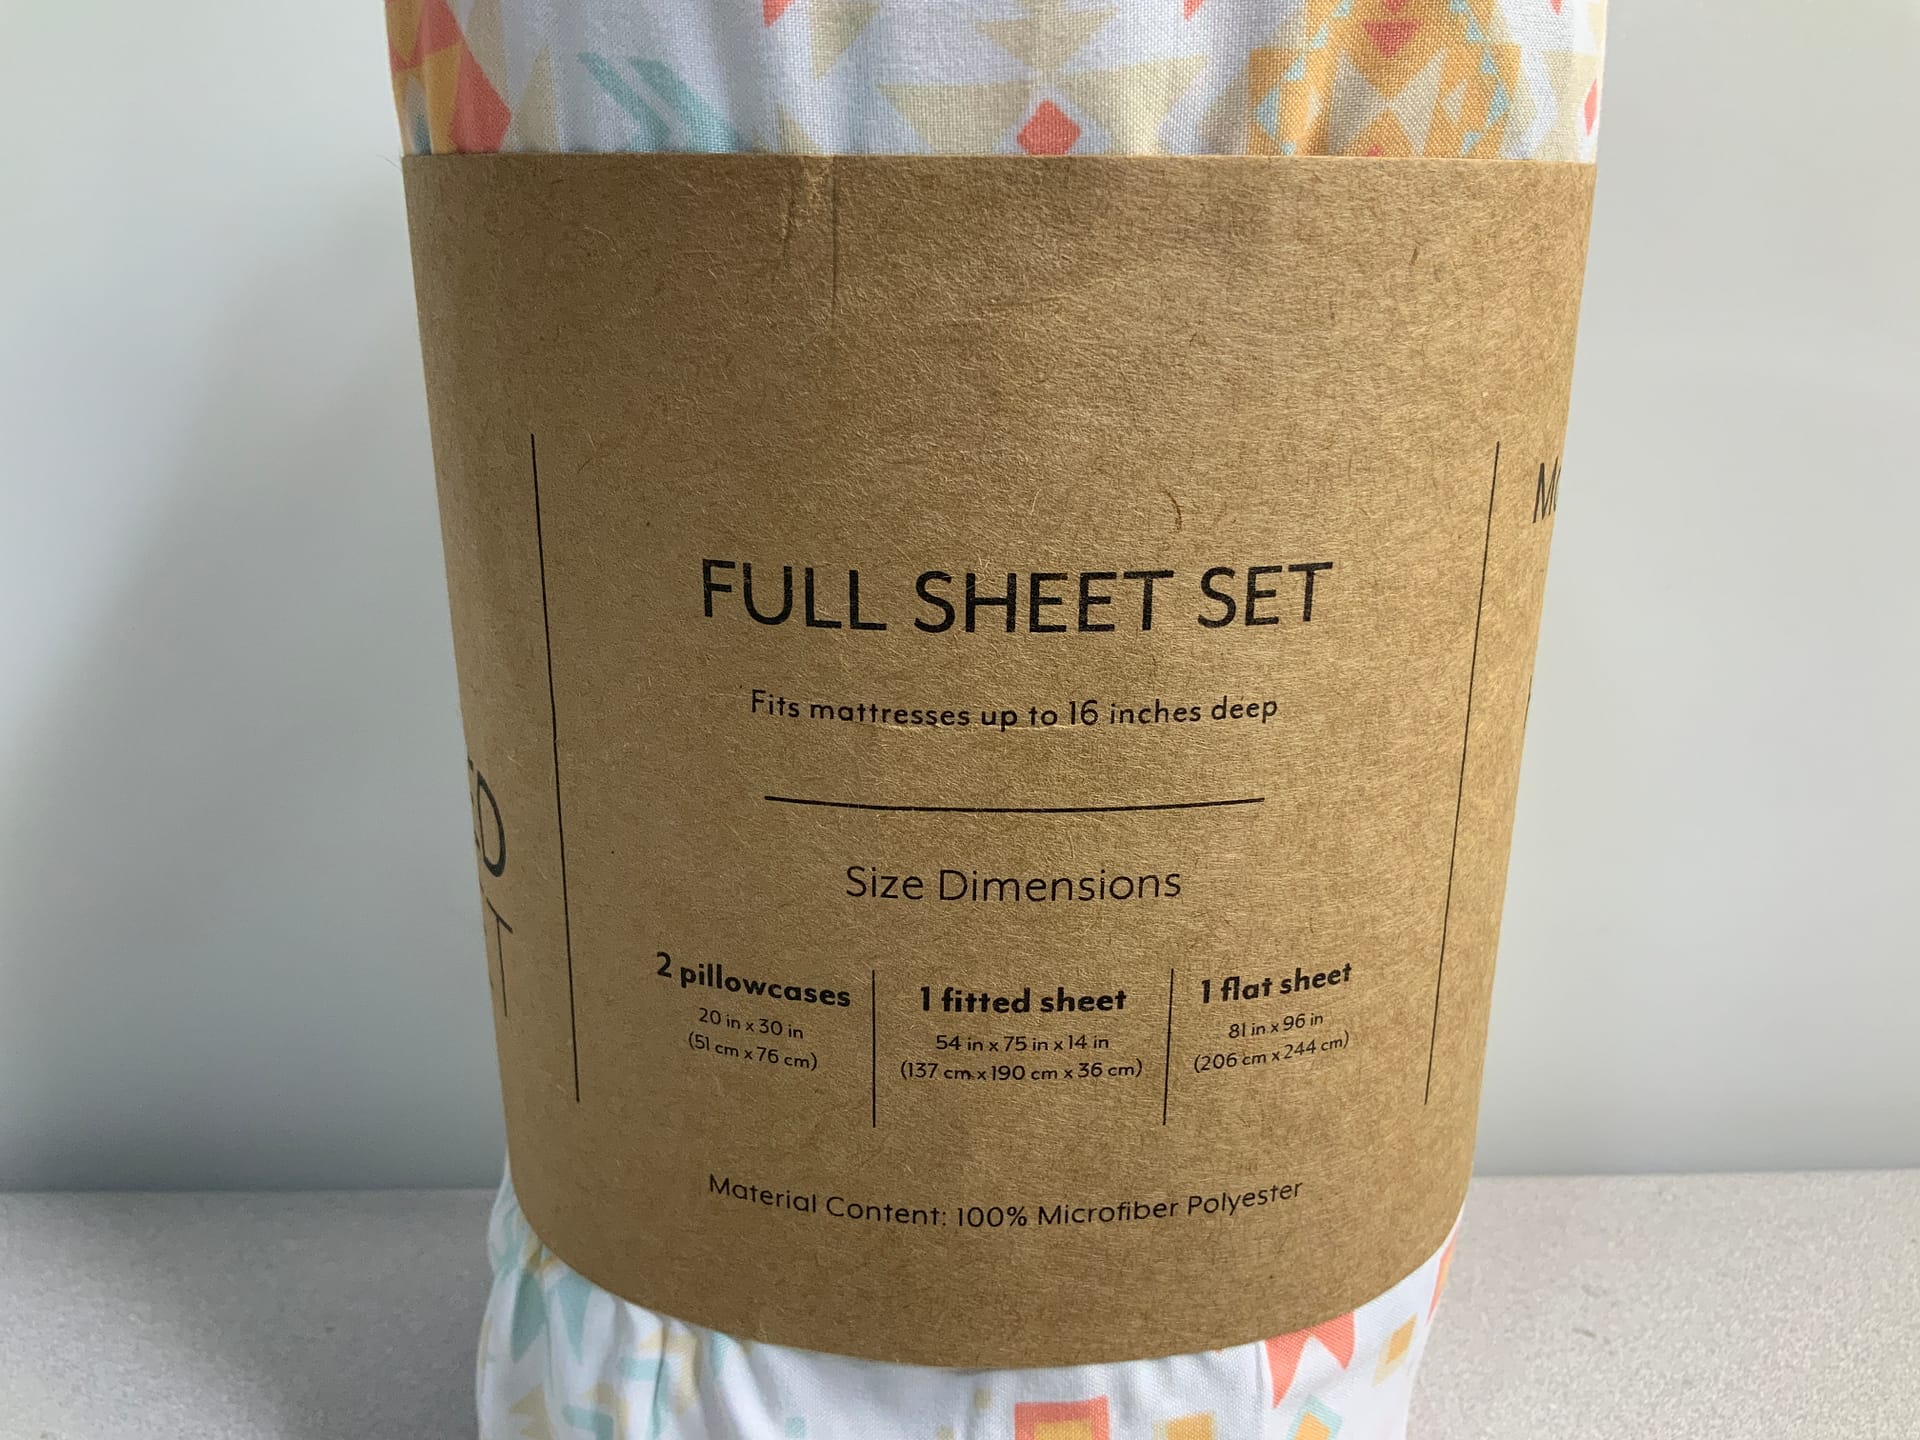 FULL SHEET SET
Fits mattresses up to 16 inches deep
Size Dimensions
2 pillowcases
20 in x 30 in
(51 cm x 76 cm)
1 fitted sheet
54 in x 75 in x 14 in
(137 cm x 190 cm x 36 cm)
1 flat sheet
81 in x 96 in
(206 cm x 244 cm)
Material Content: 100% Microfiber Polyester